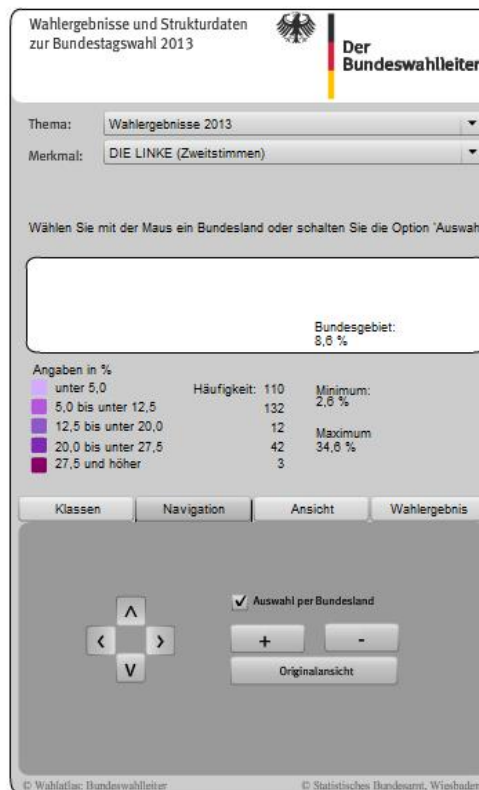 Wahlergebnisse und Strukturdaten
zur Bundestagswahl 2013
Der
Bundeswahlleiter
Thema: Wahlergebnisse 2013
Merkmal: DIE LINKE (Zweitstimmen)
Wählen Sie mit der Maus ein Bundesland oder schalten Sie die Option 'Auswah
Bundesgebiet:
8,6 %
Angaben in %
unter 5,0 Häufigkeit: 110 Minimum:
5,0 bis unter 12,5 132 2,6 %
12,5 bis unter 20,0 12 Maximum
20,0 bis unter 27,5 42 34,6 %
27,5 und höher 3
Klassen Navigation Ansicht Wahlergebnis
Auswahl per Bundesland
+ -
Originalansicht
© Wahlatlas: Bundeswahlleiter © Statistisches Bundesamt, Wiesbaden